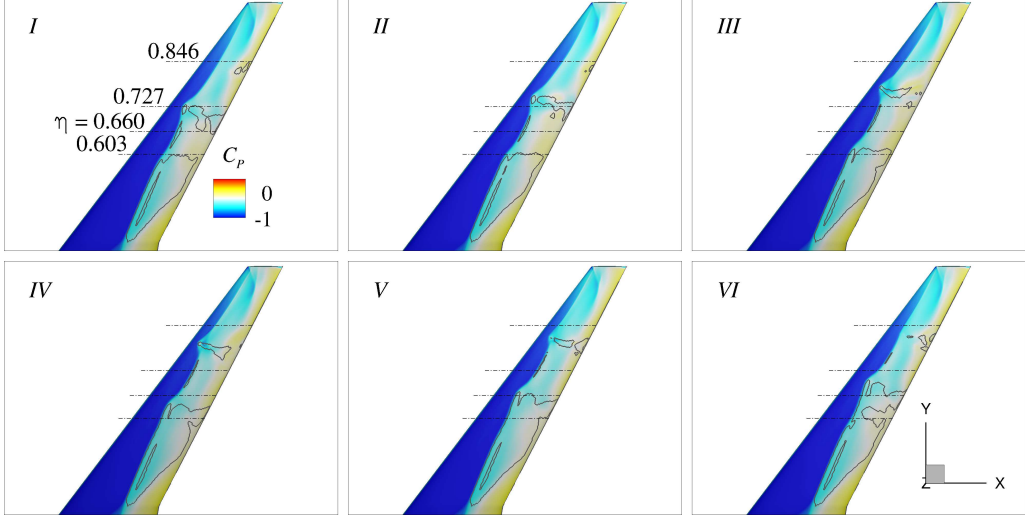 I
0.846
0.727
η = 0.660
0.603
C_P
0
-1
II
III
IV
V
VI
Y
Z
X